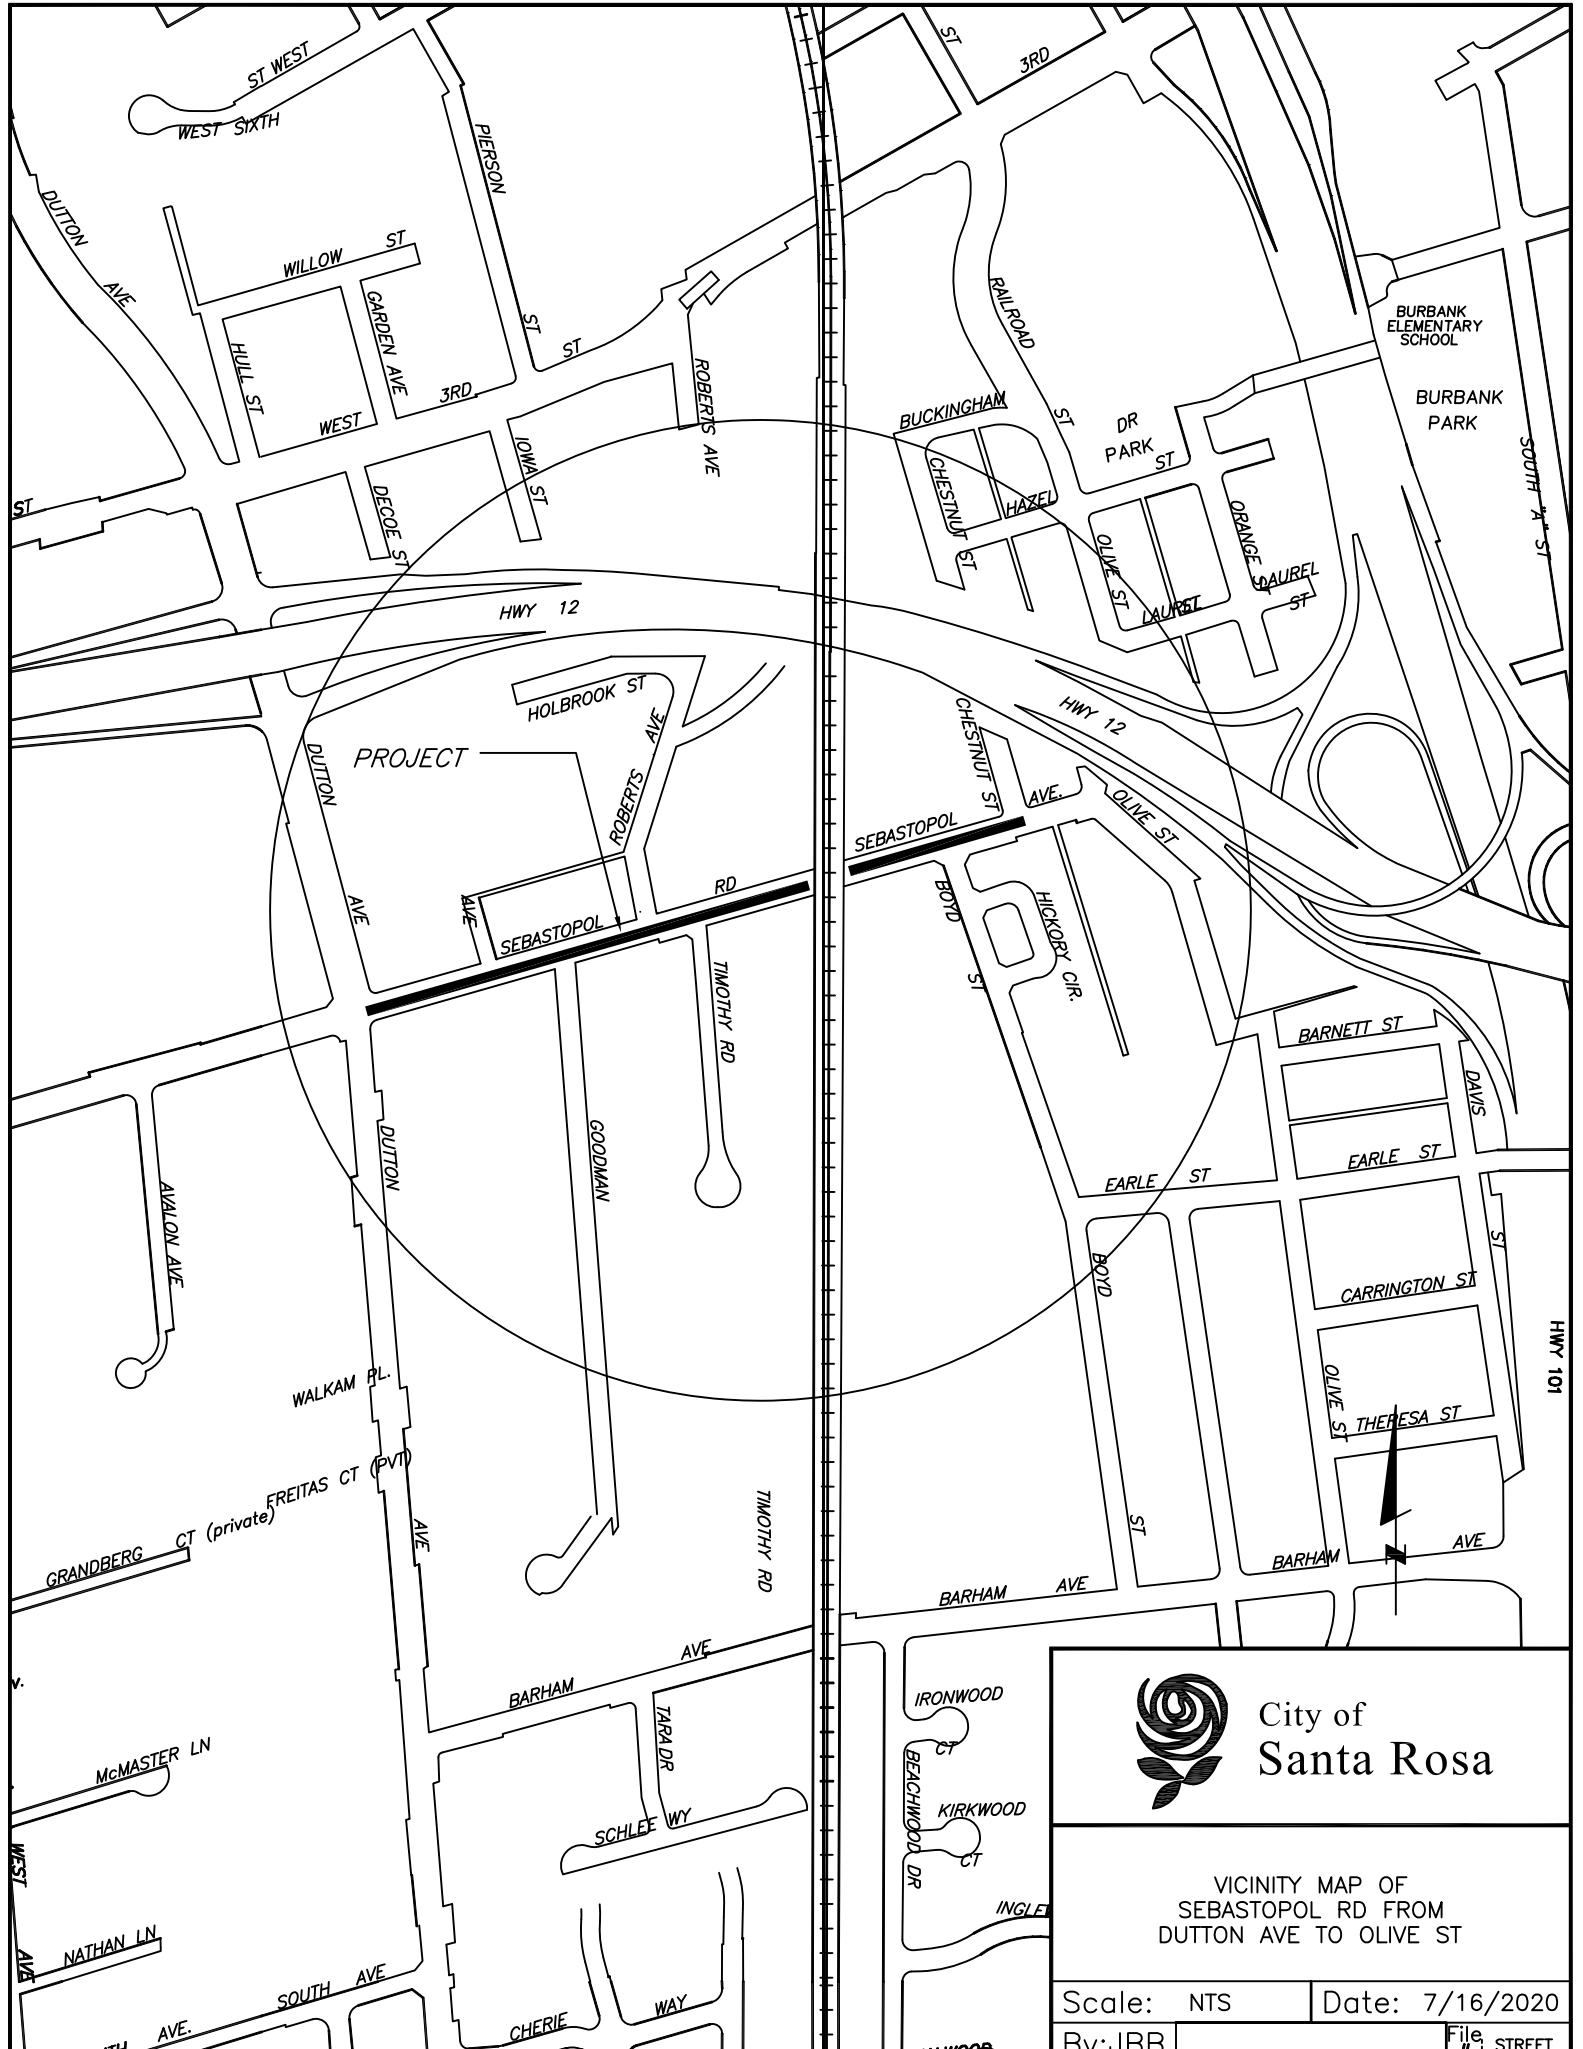 ST WEST
WEST SIXTH
PIERSON
ST
3RD
DUTTON
AVE
WILLOW ST
GARDEN AVE
HULL ST
ST
ST
3RD
WEST
ROBERTS AVE
RAILROAD
ST
BURBANK
ELEMENTARY
SCHOOL
BURBANK
PARK
SOUTH "A" ST
BUCKINGHAM
DR
PARK
ST
CHESTNUT ST
HAZEL
IOWA ST
DECOE ST
ST
OLIVE ST
ORANGE ST
LAUREL
ST
LAUREL
ST
HWY 12
HOLBROOK ST
HWY 12
PROJECT
DUTTON
AVE
ROBERTS
AVE
CHESTNUT ST
AVE.
OLIVE ST
SEBASTOPOL
RD
AVE
SEBASTOPOL
BOYD
ST
HICKORY CIR.
TIMOTHY RD
BARNETT ST
DAVIS
ST
DUTTON
GOODMAN
EARLE ST
EARLE ST
AVALON AVE
BOYD
ST
CARRINGTON ST
HWY 101
WALKAM PL.
OLIVE ST
THERESA ST
FREITAS CT (PVT)
GRANDBERG CT (private)
AVE
TIMOTHY RD
N
BARHAM AVE
BARHAM AVE
BARHAM AVE
TARA DR
IRONWOOD
CT
BEACHWOOD DR
KIRKWOOD
CT
McMASTER LN
SCHLEE WY
WEST
AVE
NATHAN LN
SOUTH AVE
AVE.
CHERIE WAY
City of
Santa Rosa
VICINITY MAP OF
SEBASTOPOL RD FROM
DUTTON AVE TO OLIVE ST
Scale: NTS
Date: 7/16/2020
By: JBR
File
STREET